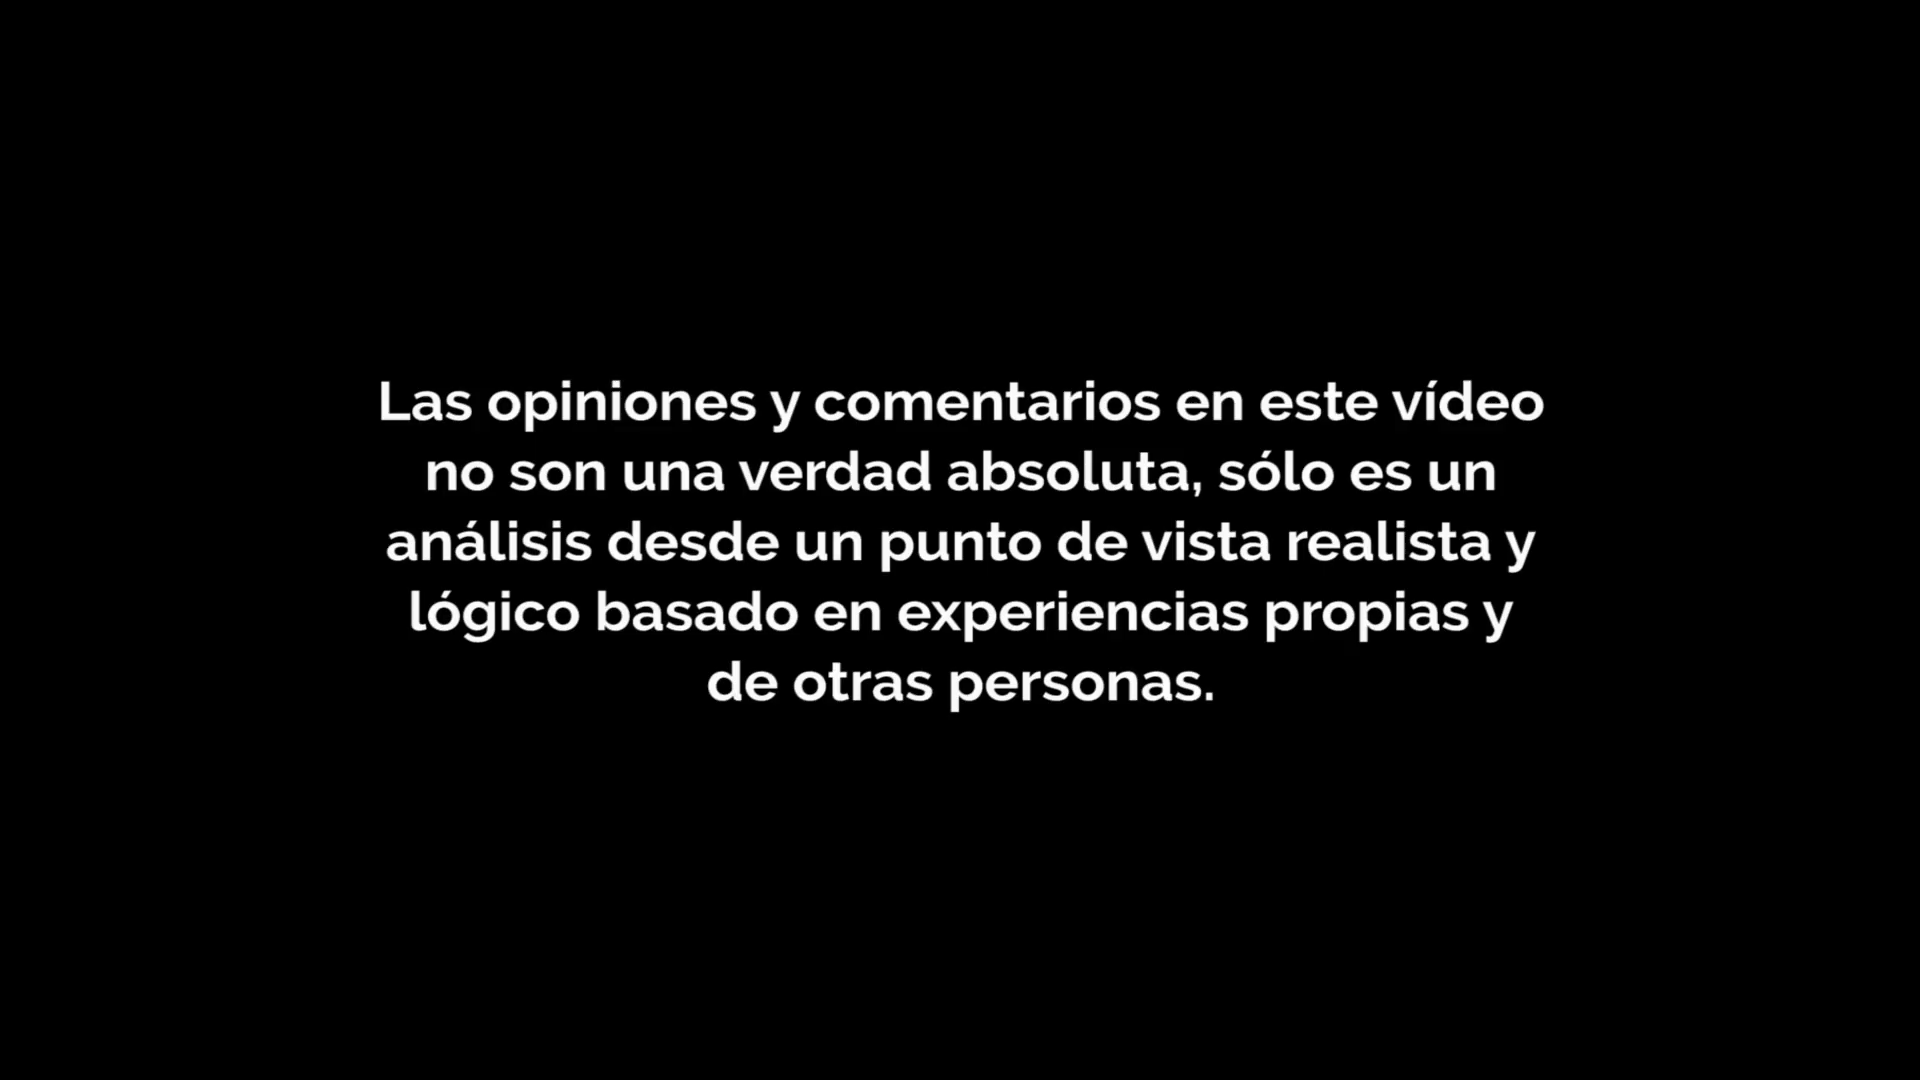 Las opiniones y comentarios en este vídeo
no son una verdad absoluta, sólo es un
análisis desde un punto de vista realista y
lógico basado en experiencias propias y
de otras personas.